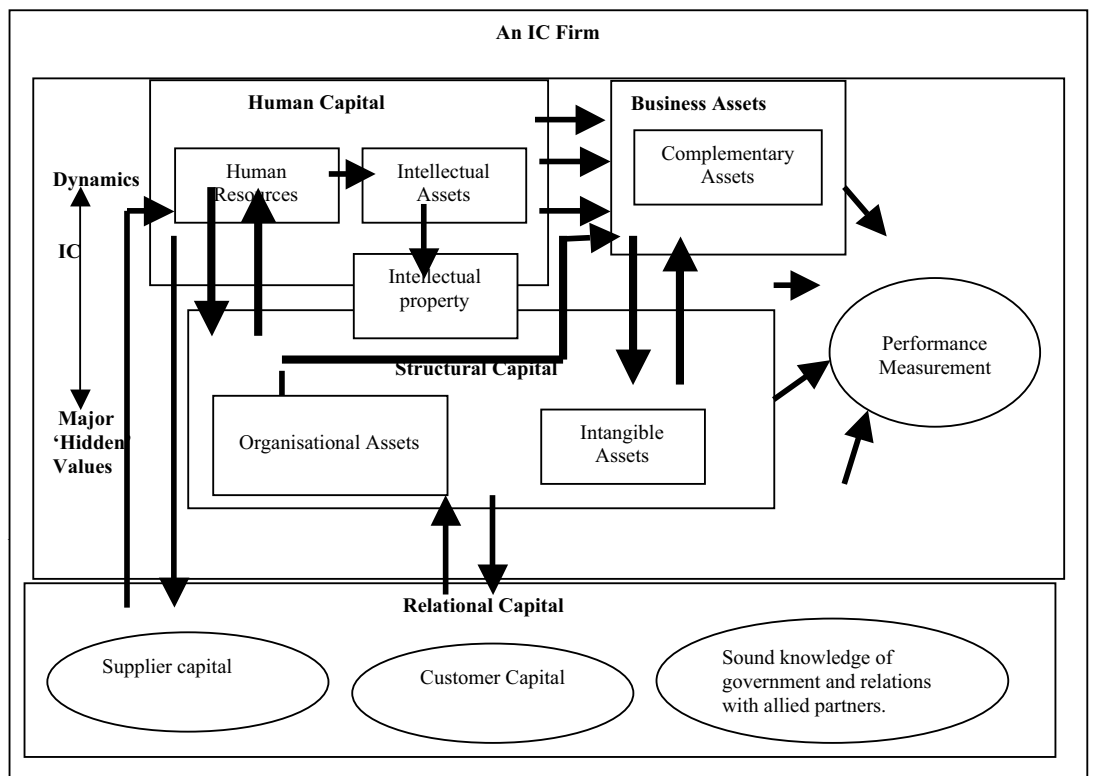 An IC Firm
Human Capital
Business Assets
Human
Resources
Intellectual
Assets
Complementary
Assets
Dynamics
IC
Intellectual
property
Structural Capital
Performance
Measurement
Major
‘Hidden’
Values
Organisational Assets
Intangible
Assets
Relational Capital
Supplier capital
Customer Capital
Sound knowledge of
government and relations
with allied partners.